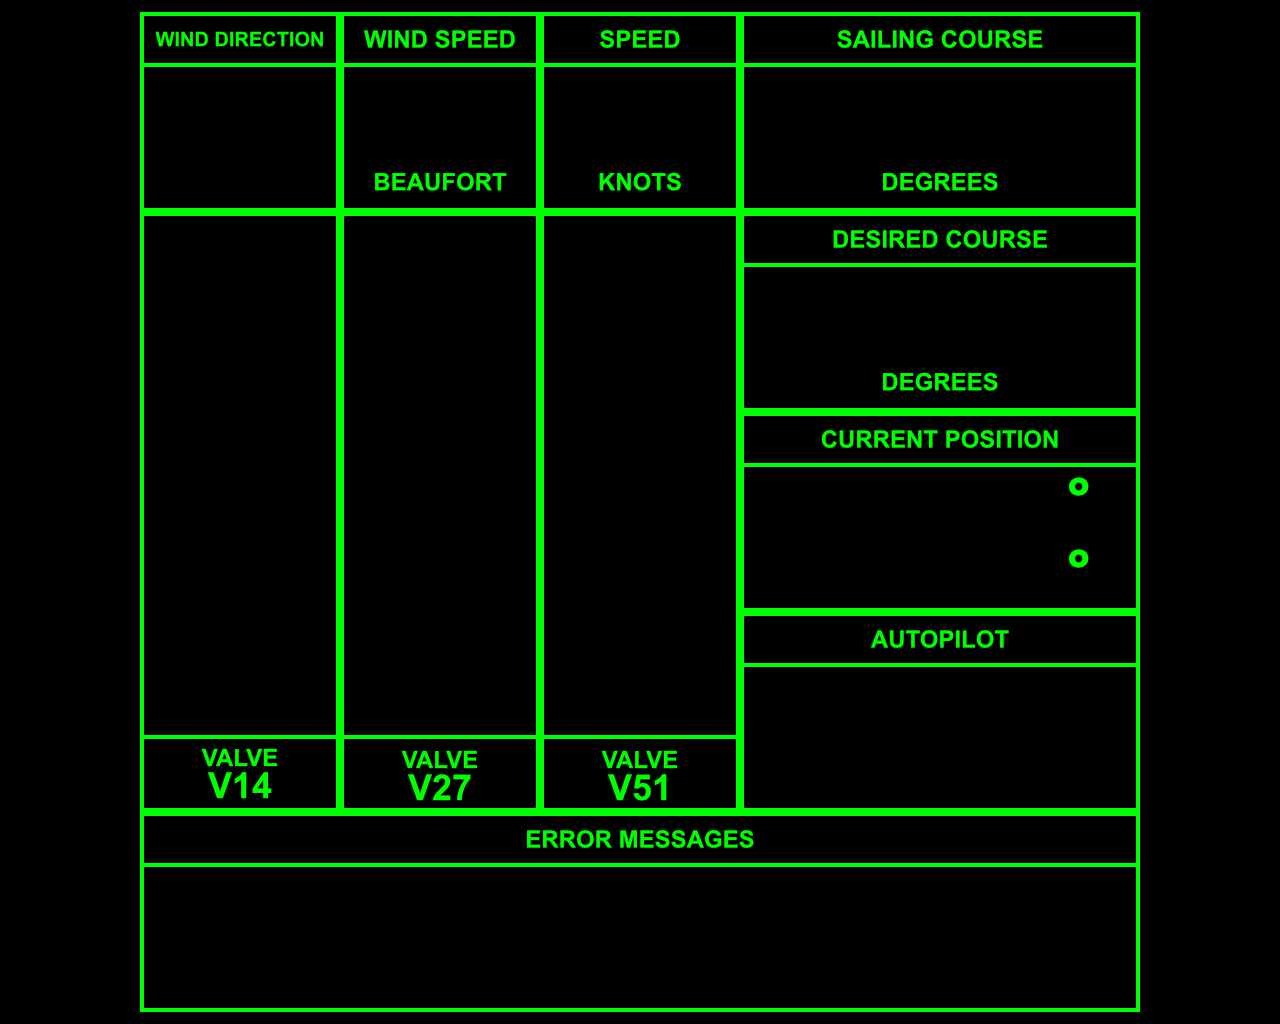 WIND DIRECTION
WIND SPEED
SPEED
SAILING COURSE
BEAUFORT
KNOTS
DEGREES
DESIRED COURSE
DEGREES
CURRENT POSITION
AUTOPILOT
VALVE
V14
VALVE
V27
VALVE
V51
ERROR MESSAGES